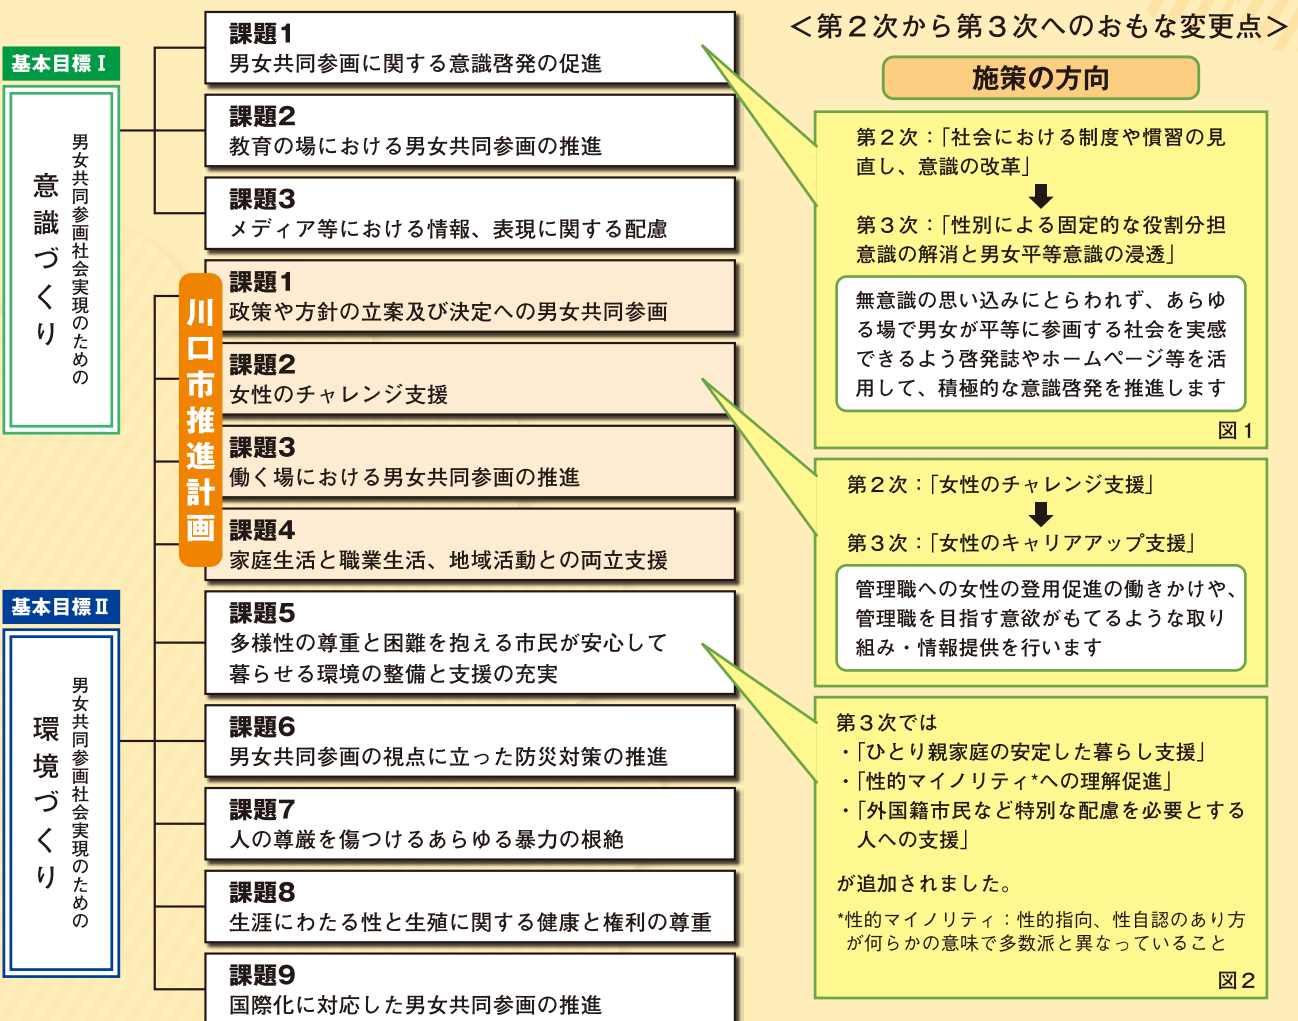 基本目標Ⅰ
男女共同参画社会実現のための
意識づくり
課題1
男女共同参画に関する意識啓発の促進
課題2
教育の場における男女共同参画の推進
課題3
メディア等における情報、表現に関する配慮
川口市推進計画
基本目標Ⅱ
男女共同参画社会実現のための
環境づくり
課題1
政策や方針の立案及び決定への男女共同参画
課題2
女性のチャレンジ支援
課題3
働く場における男女共同参画の推進
課題4
家庭生活と職業生活、地域活動との両立支援
課題5
多様性の尊重と困難を抱える市民が安心して
暮らせる環境の整備と支援の充実
課題6
男女共同参画の視点に立った防災対策の推進
課題7
人の尊厳を傷つけるあらゆる暴力の根絶
課題8
生涯にわたる性と生殖に関する健康と権利の尊重
課題9
国際化に対応した男女共同参画の推進
＜第２次から第３次へのおもな変更点＞
施策の方向
第２次：「社会における制度や慣習の見
直し、意識の改革」
第３次：「性別による固定的な役割分担
意識の解消と男女平等意識の浸透」
無意識の思い込みにとらわれず、あらゆ
る場で男女が平等に参画する社会を実感
できるよう啓発誌やホームページ等を活
用して、積極的な意識啓発を推進します
図１
第２次：「女性のチャレンジ支援」
第３次：「女性のキャリアアップ支援」
管理職への女性の登用促進の働きかけや、
管理職を目指す意欲がもてるような取り
組み・情報提供を行います
第３次では
・「ひとり親家庭の安定した暮らし支援」
・「性的マイノリティ*への理解促進」
・「外国籍市民など特別な配慮を必要とする
人への支援」
が追加されました。
*性的マイノリティ：性的指向、性自認のあり方
が何らかの意味で多数派と異なっていること
図２